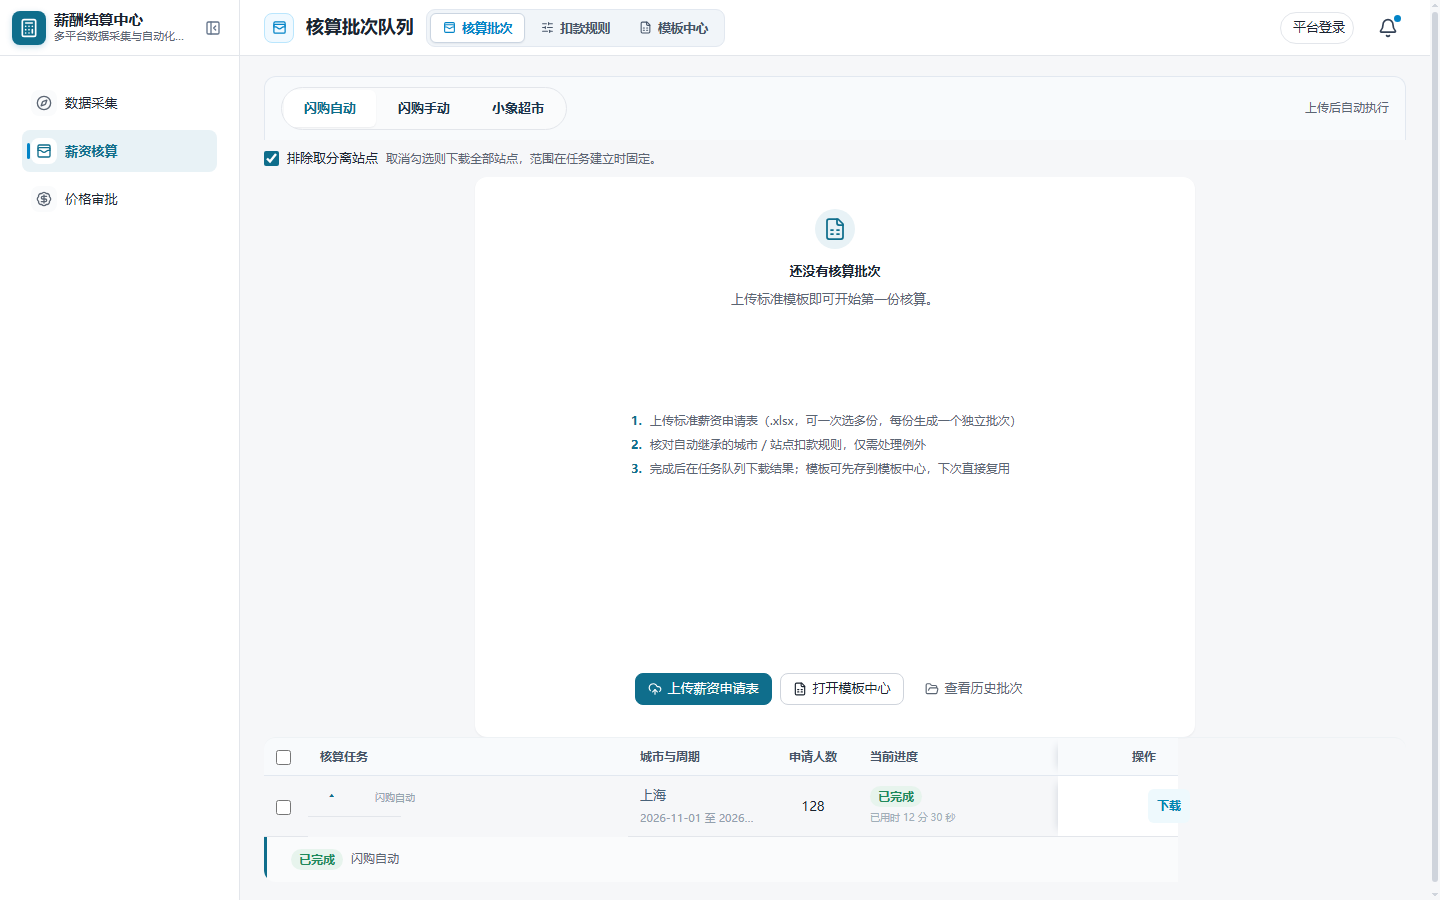 薪酬结算中心
多平台数据采集与自动化...
数据采集
薪资核算
价格审批
核算批次队列
核算批次
扣款规则
模板中心
平台登录
闪购自动
闪购手动
小象超市
上传后自动执行
排除取分离站点 取消勾选则下载全部站点，范围在任务建立时固定。
还没有核算批次
上传标准模板即可开始第一份核算。
1. 上传标准薪资申请表（.xlsx，可一次选多份，每份生成一个独立批次）
2. 核对自动继承的城市 / 站点扣款规则，仅需处理例外
3. 完成后在任务队列下载结果；模板可先存到模板中心，下次直接复用
上传薪资申请表
打开模板中心
查看历史批次
核算任务 城市与周期 申请人数 当前进度 操作
闪购自动 上海 128 已完成 下载
2026-11-01 至 2026... 已用时 12 分 30 秒
已完成 闪购自动